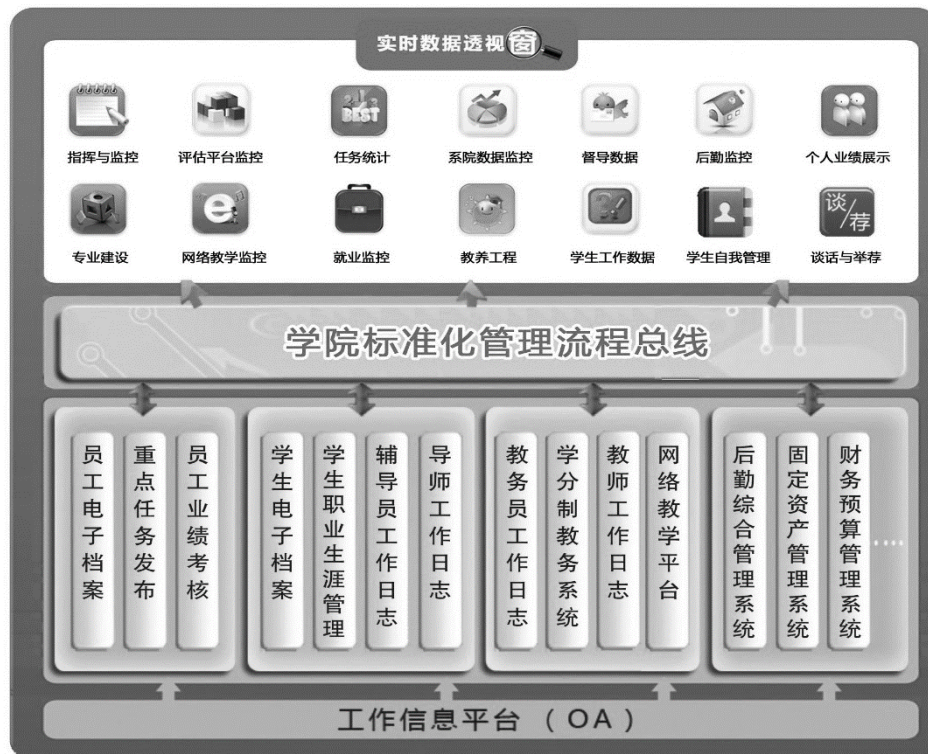 实时数据透视窗
指挥与监控 评估平台监控 任务统计 系院数据监控 督导数据 后勤监控 个人业绩展示
专业建设 网络教学监控 就业监控 教养工程 学生工作数据 学生自我管理 谈话与举荐
学院标准化管理流程总线
员工电子档案
重点任务发布
员工业绩考核
学生电子档案
学生职业生涯管理
辅导员工作日志
导师工作日志
教务员工作日志
学分制教务系统
教师工作日志
网络教学平台
后勤综合管理系统
固定资产管理系统
财务预算管理系统
……
工作信息平台（OA）
BEST
谈/荐